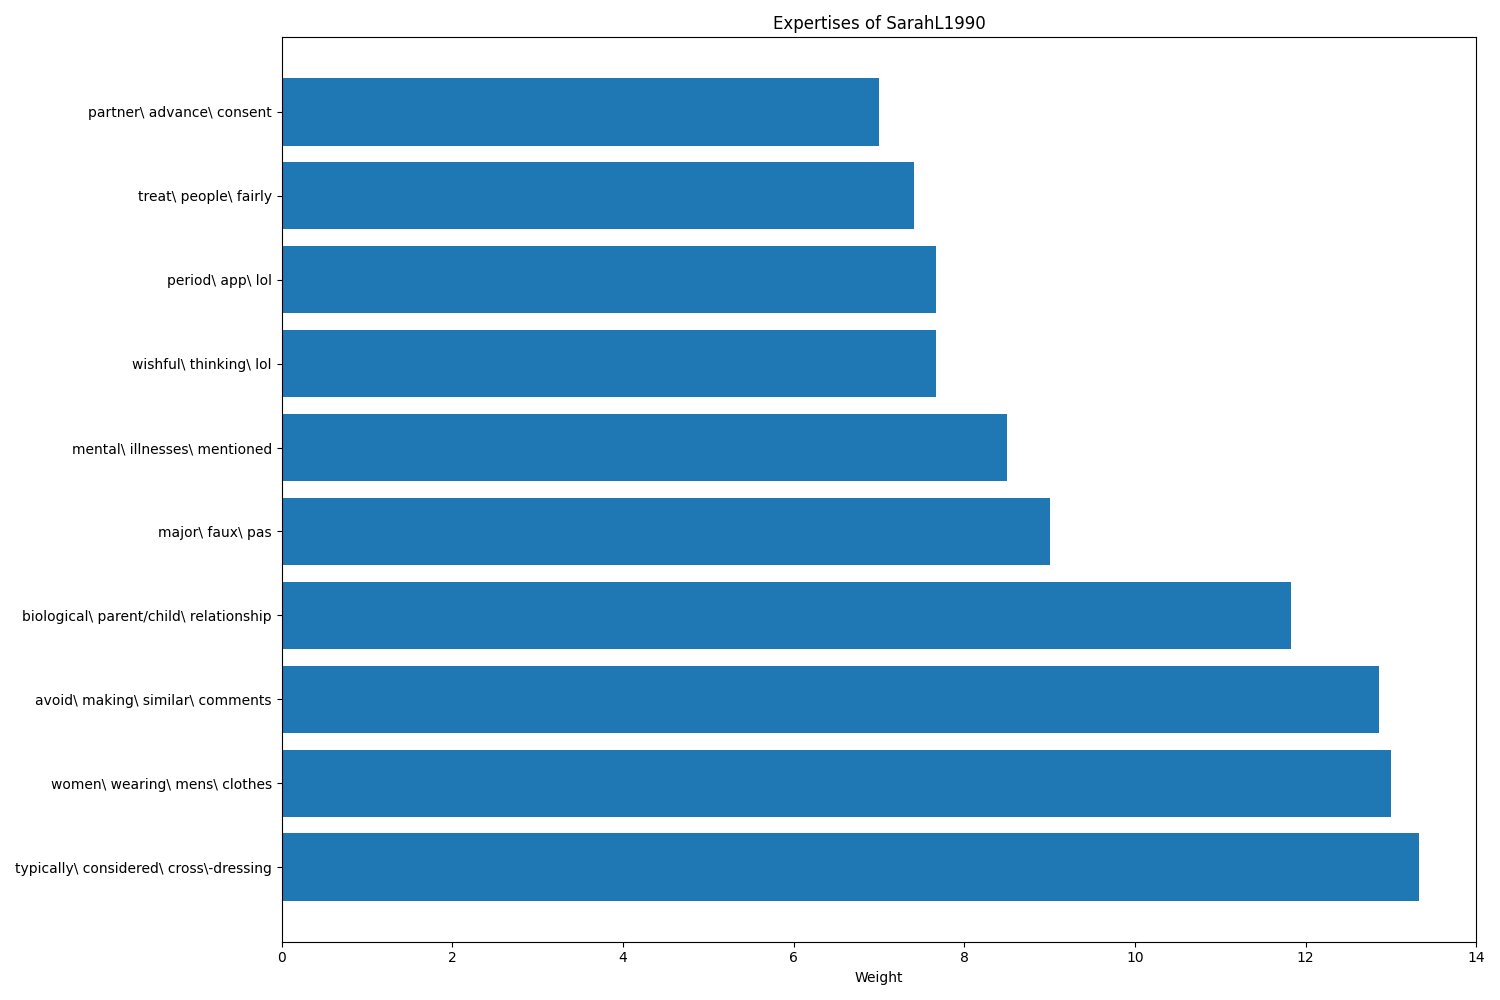 Expertises of SarahL1990
partner\ advance\ consent
treat\ people\ fairly
period\ app\ lol
wishful\ thinking\ lol
mental\ illnesses\ mentioned
major\ faux\ pas
biological\ parent/child\ relationship
avoid\ making\ similar\ comments
women\ wearing\ mens\ clothes
typically\ considered\ cross\-dressing
0 2 4 6 8 10 12 14
Weight